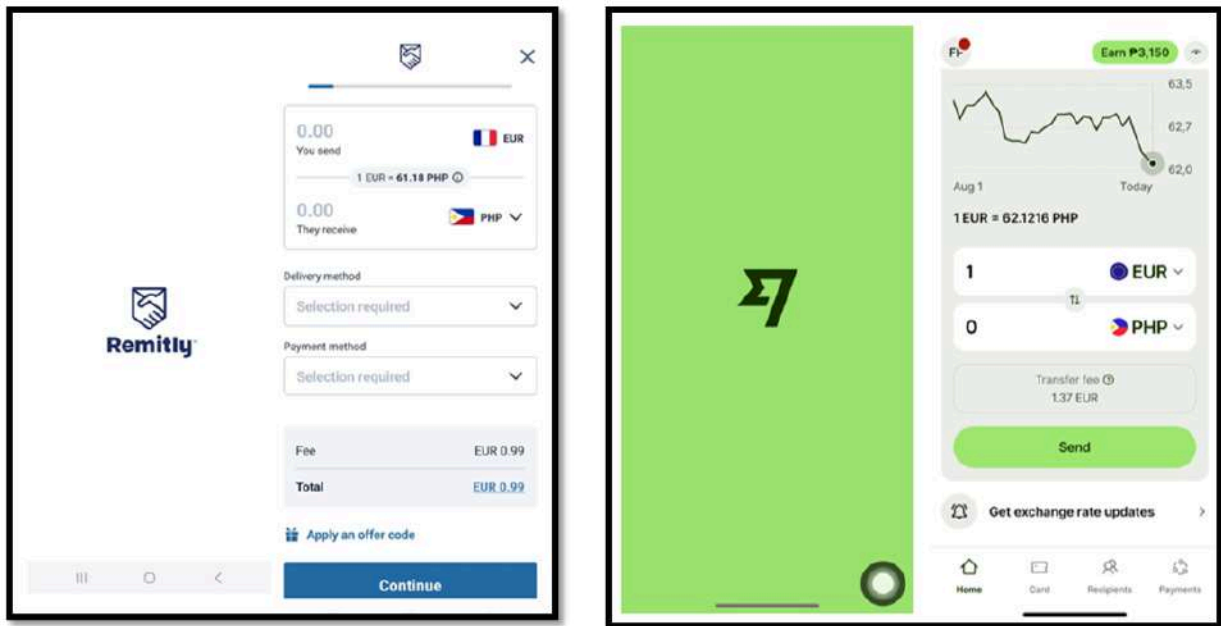 0.00
EUR
You send
1 EUR = 61.18 PHP
0.00
PHP
They receive
Delivery method
Selection required
Payment method
Selection required
Remitly
Fee EUR 0.99
Total EUR 0.99
Apply an offer code
Continue
Earn ₱3,150
63,5
62,7
62,0
Aug 1 Today
1 EUR = 62.1216 PHP
1 EUR
0 PHP
Transfer fee
1.37 EUR
Send
Get exchange rate updates
Home Card Recipients Payments